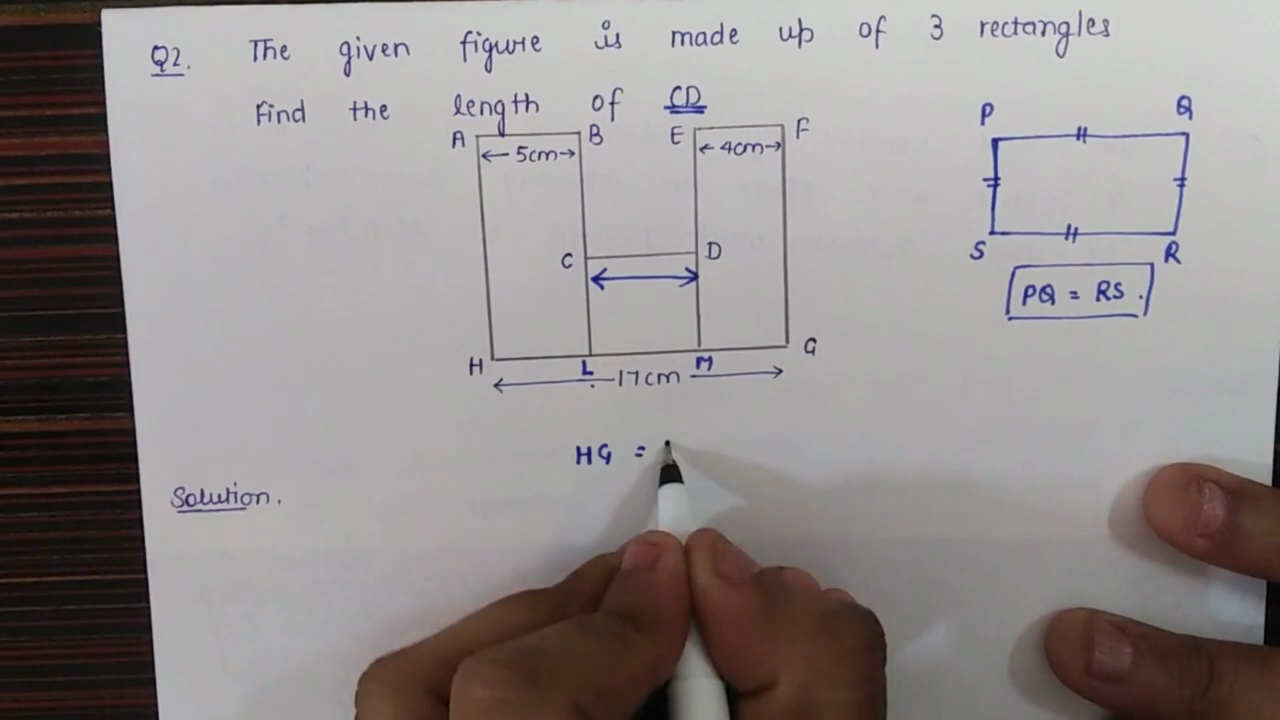 Q2. The given figure is made up of 3 rectangles
Find the length of CD
A B E F
5cm 4cm
P Q
C D
S R
PQ = RS.
H L M G
17cm
HG =
Solution.